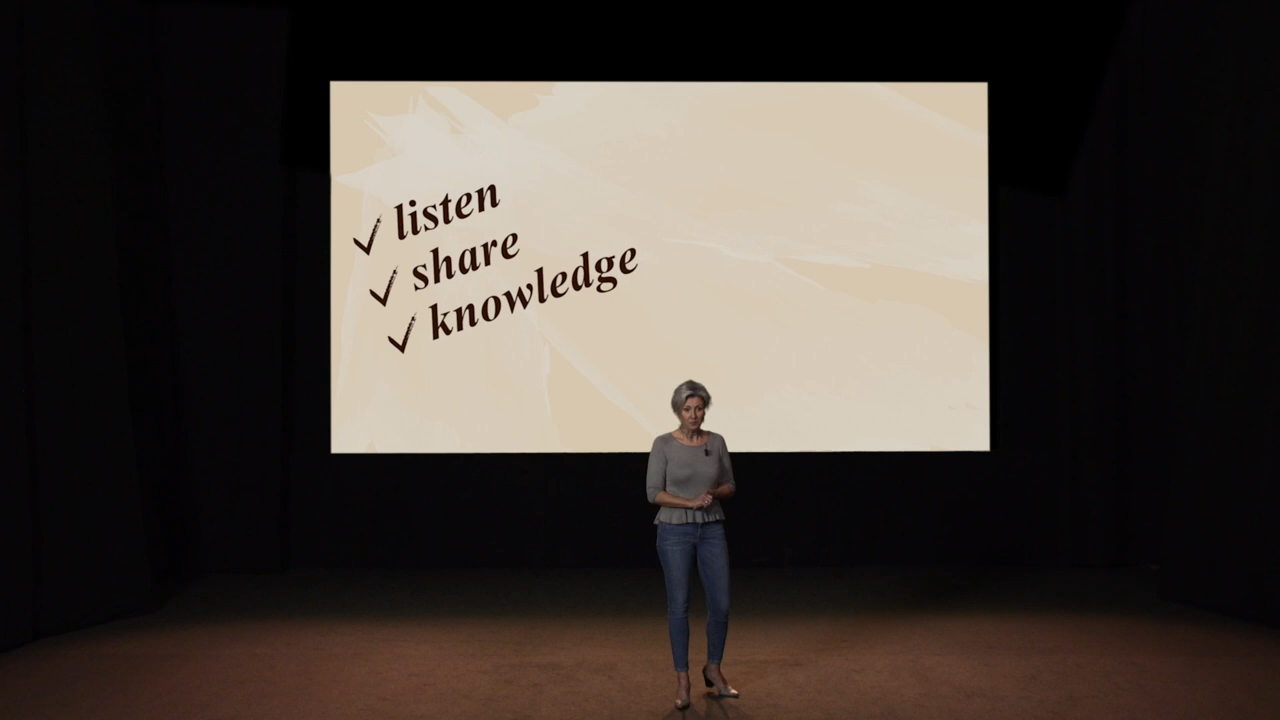 ✓ listen
✓ share
✓ knowledge